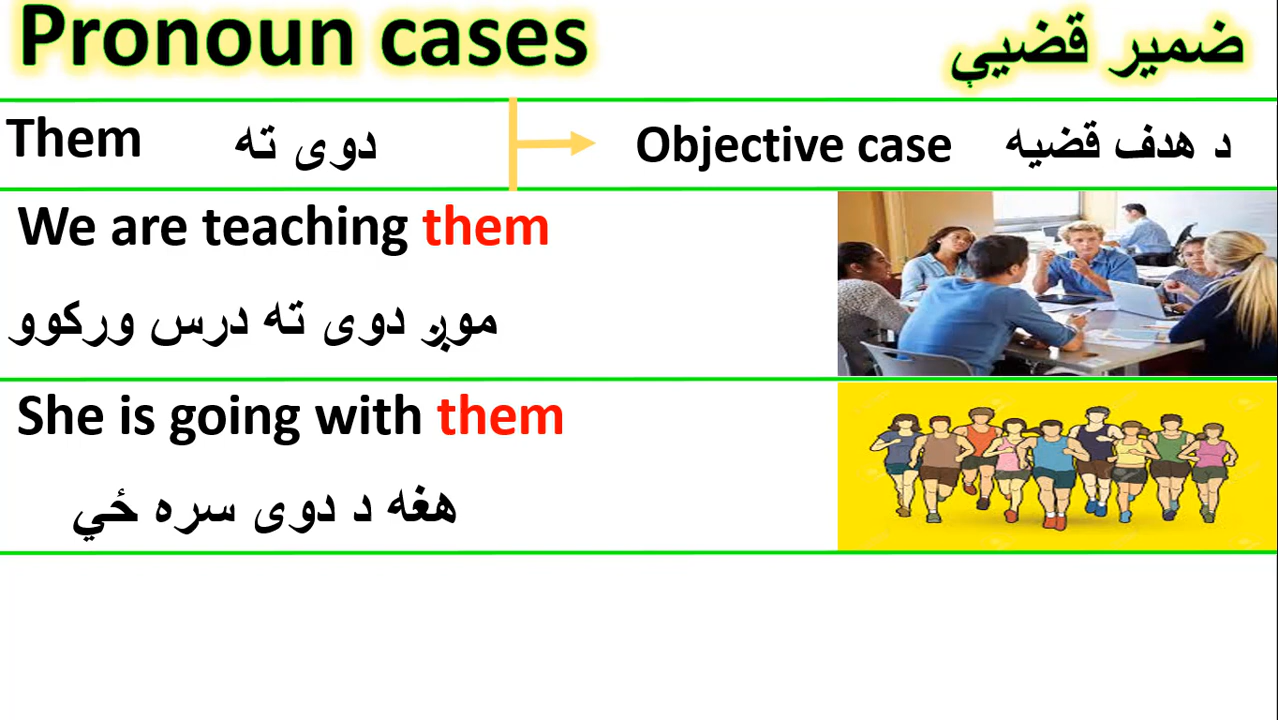 Pronoun cases ضمیر قضیې
Them دوی ته Objective case د هدف قضیه
We are teaching them
موږ دوی ته درس ورکوو
She is going with them
هغه د دوی سره ځي